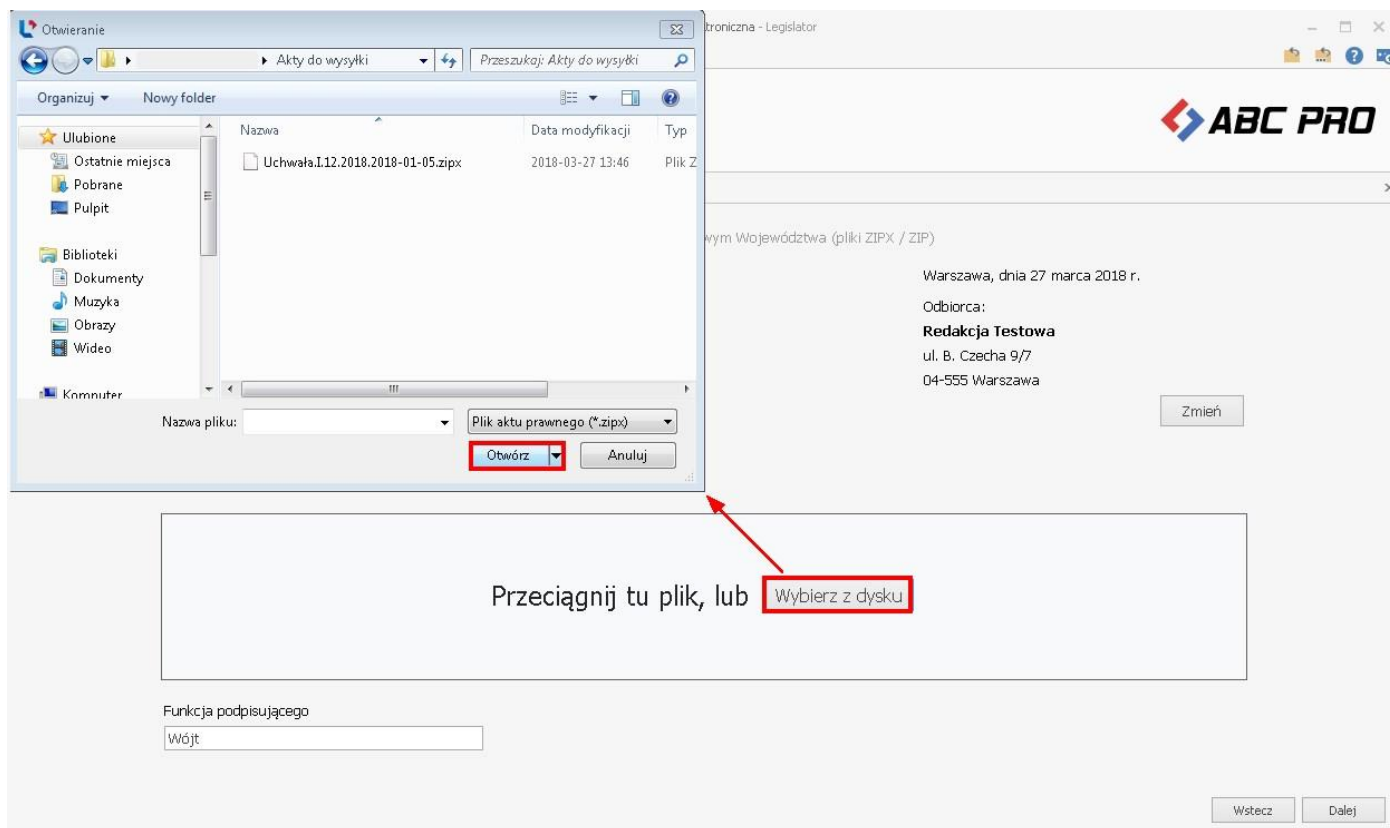 Otwieranie
troniczna - Legislator
Akty do wysyłki
Przeszukaj: Akty do wysyłki
Organizuj
Nowy folder
ABC PRO
Ulubione
Ostatnie miejsca
Pobrane
Pulpit
Biblioteki
Dokumenty
Muzyka
Obrazy
Wideo
Komputer
Nazwa
Data modyfikacji
Typ
Uchwała.I.12.2018.2018-01-05.zipx
2018-03-27 13:46
Plik Z
wym Województwa (pliki ZIPX / ZIP)
Warszawa, dnia 27 marca 2018 r.
Odbiorca:
Redakcja Testowa
ul. B. Czecha 9/7
04-555 Warszawa
Zmień
Nazwa pliku:
Plik aktu prawnego (*.zipx)
Otwórz
Anuluj
Przeciągnij tu plik, lub Wybierz z dysku
Funkcja podpisującego
Wójt
Wstecz
Dalej